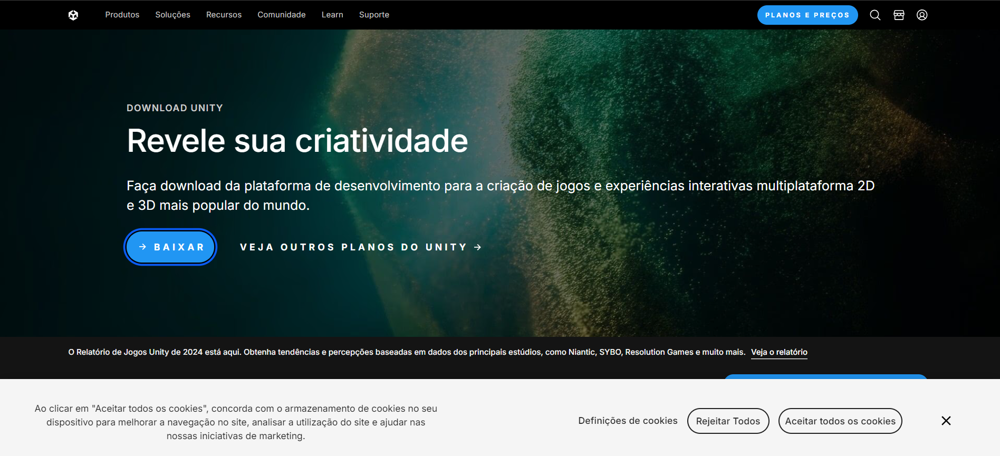 Produtos Soluções Recursos Comunidade Learn Suporte PLANOS E PREÇOS
DOWNLOAD UNITY
Revele sua criatividade
Faça download da plataforma de desenvolvimento para a criação de jogos e experiências interativas multiplataforma 2D
e 3D mais popular do mundo.
→ BAIXAR VEJA OUTROS PLANOS DO UNITY →
O Relatório de Jogos Unity de 2024 está aqui. Obtenha tendências e percepções baseadas em dados dos principais estúdios, como Niantic, SYBO, Resolution Games e muito mais. Veja o relatório
Ao clicar em "Aceitar todos os cookies", concorda com o armazenamento de cookies no seu
dispositivo para melhorar a navegação no site, analisar a utilização do site e ajudar nas
nossas iniciativas de marketing.
Definições de cookies Rejeitar Todos Aceitar todos os cookies